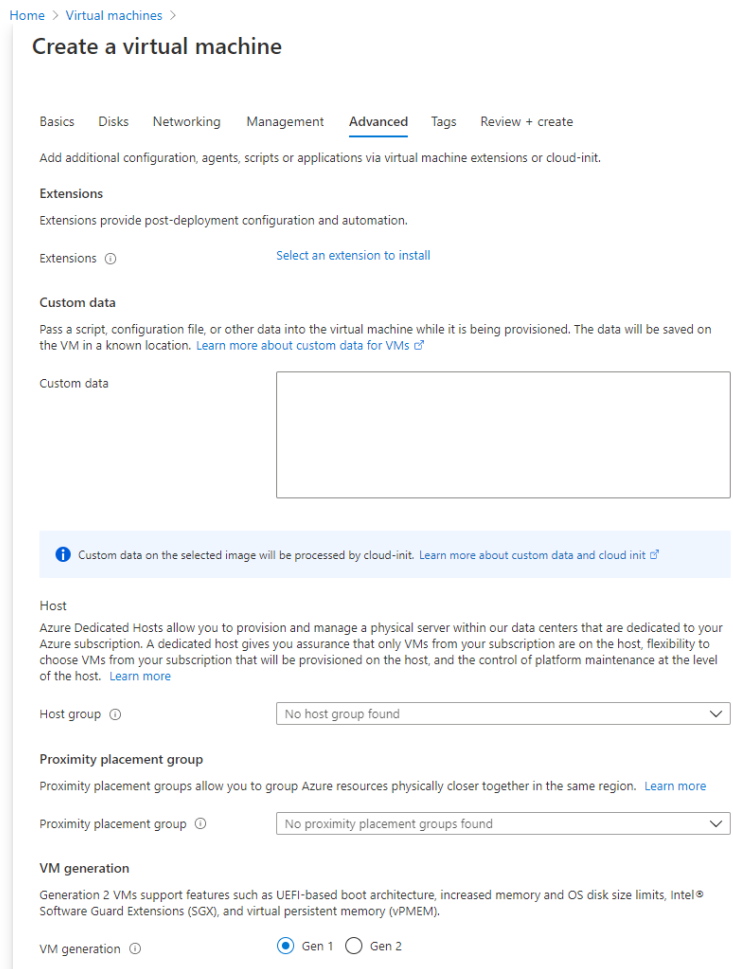 Home > Virtual machines >
Create a virtual machine
Basics Disks Networking Management Advanced Tags Review + create
Add additional configuration, agents, scripts or applications via virtual machine extensions or cloud-init.
Extensions
Extensions provide post-deployment configuration and automation.
Extensions Select an extension to install
Custom data
Pass a script, configuration file, or other data into the virtual machine while it is being provisioned. The data will be saved on
the VM in a known location. Learn more about custom data for VMs
Custom data
Custom data on the selected image will be processed by cloud-init. Learn more about custom data and cloud init
Host
Azure Dedicated Hosts allow you to provision and manage a physical server within our data centers that are dedicated to your
Azure subscription. A dedicated host gives you assurance that only VMs from your subscription are on the host, flexibility to
choose VMs from your subscription that will be provisioned on the host, and the control of platform maintenance at the level
of the host. Learn more
Host group No host group found
Proximity placement group
Proximity placement groups allow you to group Azure resources physically closer together in the same region. Learn more
Proximity placement group No proximity placement groups found
VM generation
Generation 2 VMs support features such as UEFI-based boot architecture, increased memory and OS disk size limits, Intel®
Software Guard Extensions (SGX), and virtual persistent memory (vPMEM).
VM generation Gen 1 Gen 2